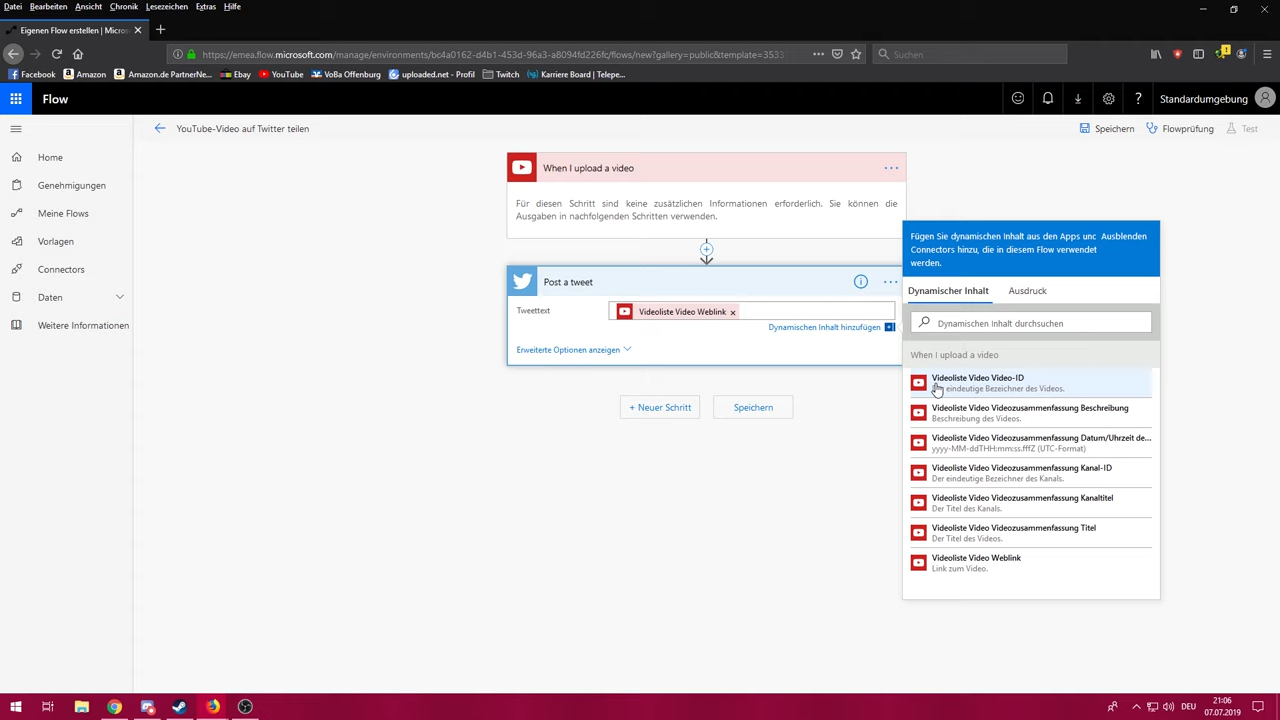 Datei Bearbeiten Ansicht Chronik Lesezeichen Extras Hilfe
Eigenen Flow erstellen | Micros
https://emea.flow.microsoft.com/manage/environments/bc4a0162-d4b1-453d-96a3-a8094fd226fc/flows/new?gallery=public&template=3533
Suchen
Facebook Amazon Amazon.de PartnerNe... Ebay YouTube VoBa Offenburg uploaded.net - Profil Twitch Karriere Board | Telepe...
Flow
?
Standardumgebung
YouTube-Video auf Twitter teilen
Speichern Flowprüfung Test
Home
Genehmigungen
Meine Flows
Vorlagen
Connectors
Daten
Weitere Informationen
When I upload a video
Für diesen Schritt sind keine zusätzlichen Informationen erforderlich. Sie können die
Ausgaben in nachfolgenden Schritten verwenden.
Post a tweet
Tweettext
Videoliste Video Weblink
Dynamischen Inhalt hinzufügen
Erweiterte Optionen anzeigen
+ Neuer Schritt
Speichern
Fügen Sie dynamischen Inhalt aus den Apps unc Ausblenden
Connectors hinzu, die in diesem Flow verwendet
werden.
Dynamischer Inhalt Ausdruck
Dynamischen Inhalt durchsuchen
When I upload a video
Videoliste Video Video-ID
eindeutige Bezeichner des Videos.
Videoliste Video Videozusammenfassung Beschreibung
Beschreibung des Videos.
Videoliste Video Videozusammenfassung Datum/Uhrzeit de...
yyyy-MM-ddTHH:mm:ss.fffZ (UTC-Format)
Videoliste Video Videozusammenfassung Kanal-ID
Der eindeutige Bezeichner des Kanals.
Videoliste Video Videozusammenfassung Kanaltitel
Der Titel des Kanals.
Videoliste Video Videozusammenfassung Titel
Der Titel des Videos.
Videoliste Video Weblink
Link zum Video.
DEU
21:06
07.07.2019